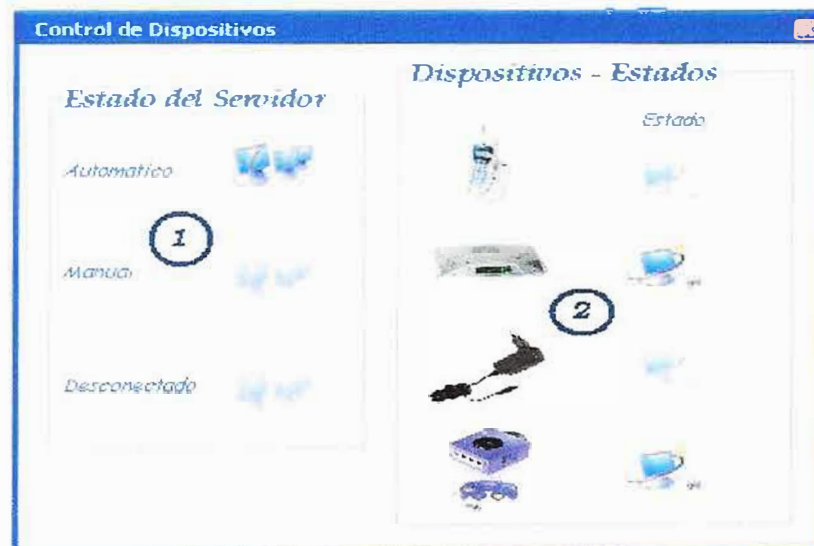 Control de Dispositivos
Estado del Servidor
Automatico
1
Manual
Desconectado
Dispositivos - Estados
Estado
2